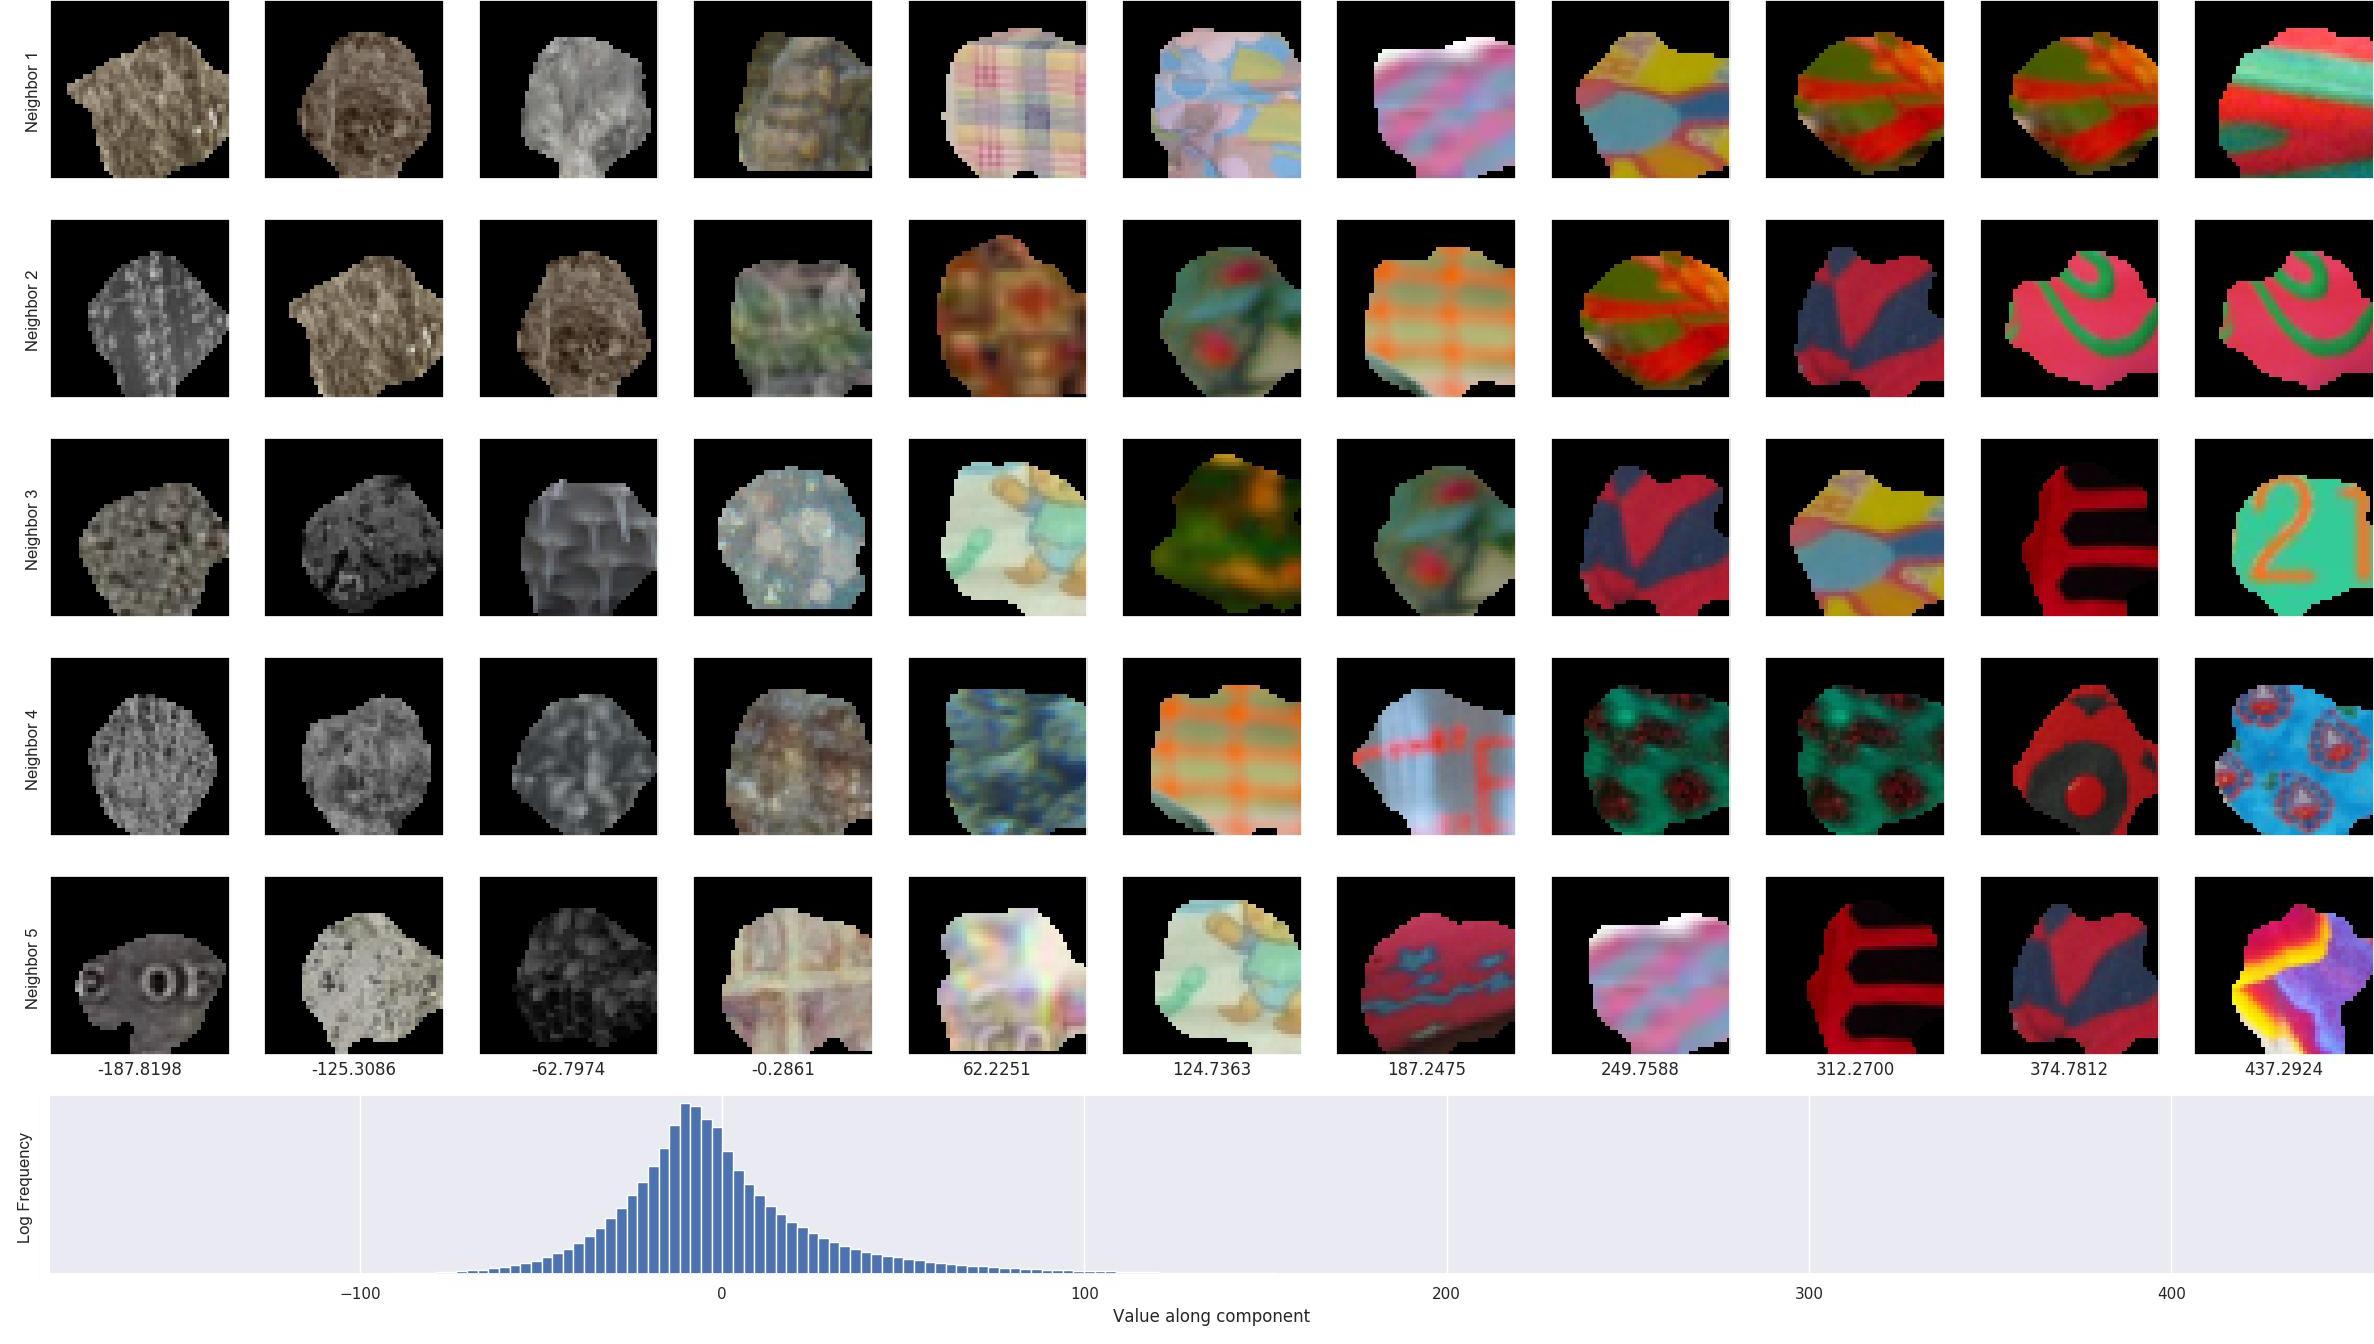 Neighbor 1
Neighbor 2
Neighbor 3
21
Neighbor 4
Neighbor 5
OF
-187.8198 -125.3086 -62.7974 -0.2861 62.2251 124.7363 187.2475 249.7588 312.2700 374.7812 437.2924
Log Frequency
−100 0 100 200 300 400
Value along component